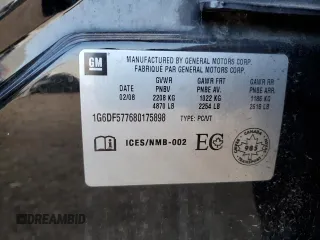 GM
MANUFACTURED BY GENERAL MOTORS CORP.
FABRIQUE PAR GENERAL MOTORS CORP.
GVWR GAWR FRT GAWR RR
PNBV PNBE AV. PNBE ARR.
02/08 2209 KG 1022 KG 1186 KG
4870 LB 2254 LB 2616 LB
1G6DF577680175898 TYPE: PC/VT
ICES/NMB-002 EC
DREAMBID